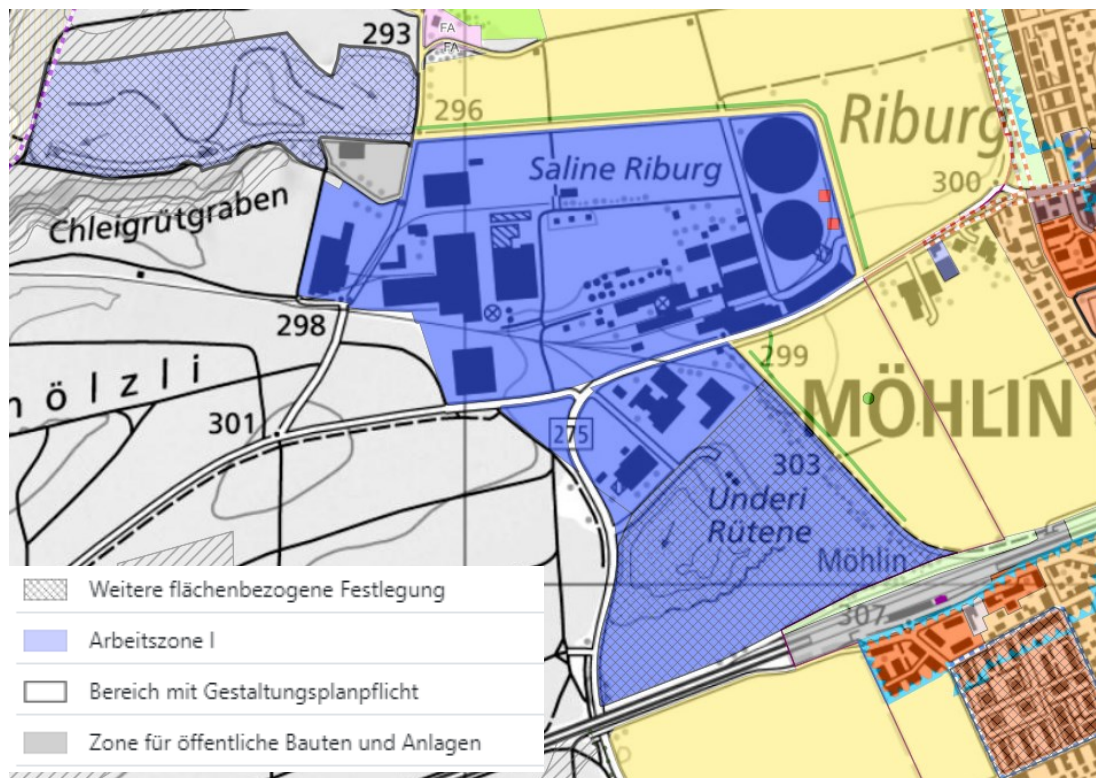 FA
293
FA
296
Riburg
Saline Riburg
300
Chleigrütgraben
298
299
hölzli
MÖHLIN
301
275
303
Underi
Rütene
Möhlin
307
Weitere flächenbezogene Festlegung
Arbeitszone I
Bereich mit Gestaltungsplanpflicht
Zone für öffentliche Bauten und Anlagen